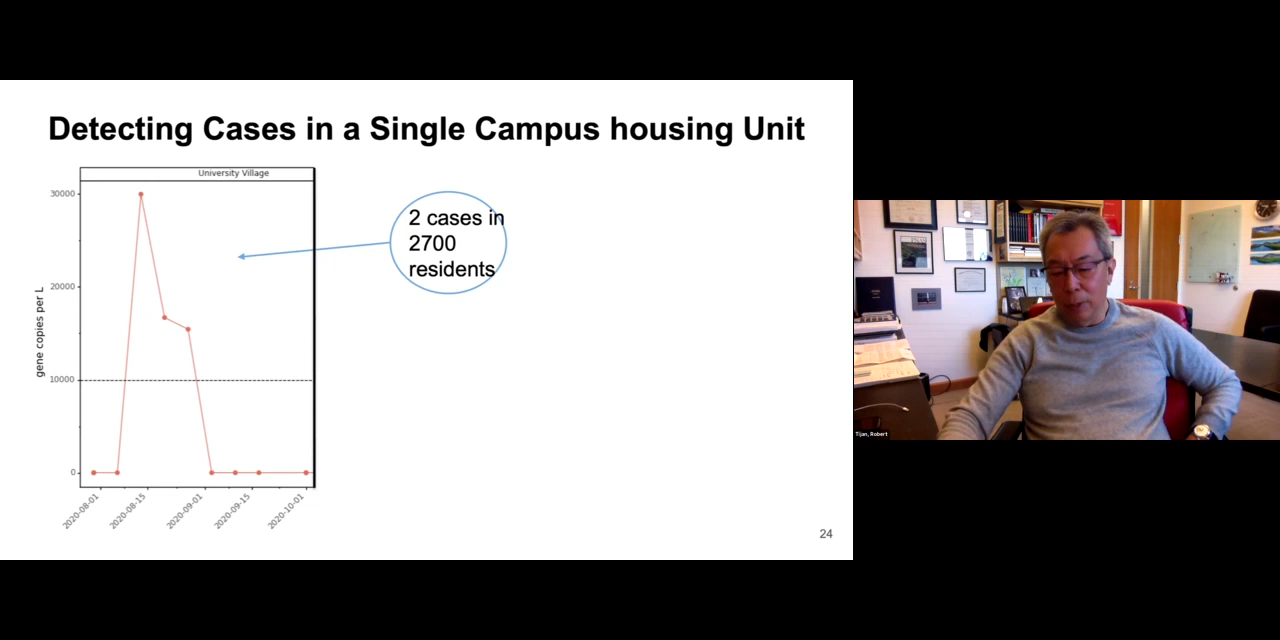 Detecting Cases in a Single Campus housing Unit
University Village
30000
20000
10000
0
gene copies per L
2020-08-01
2020-08-15
2020-09-01
2020-09-15
2020-10-01
2 cases in
2700
residents
24
Tijan, Robert